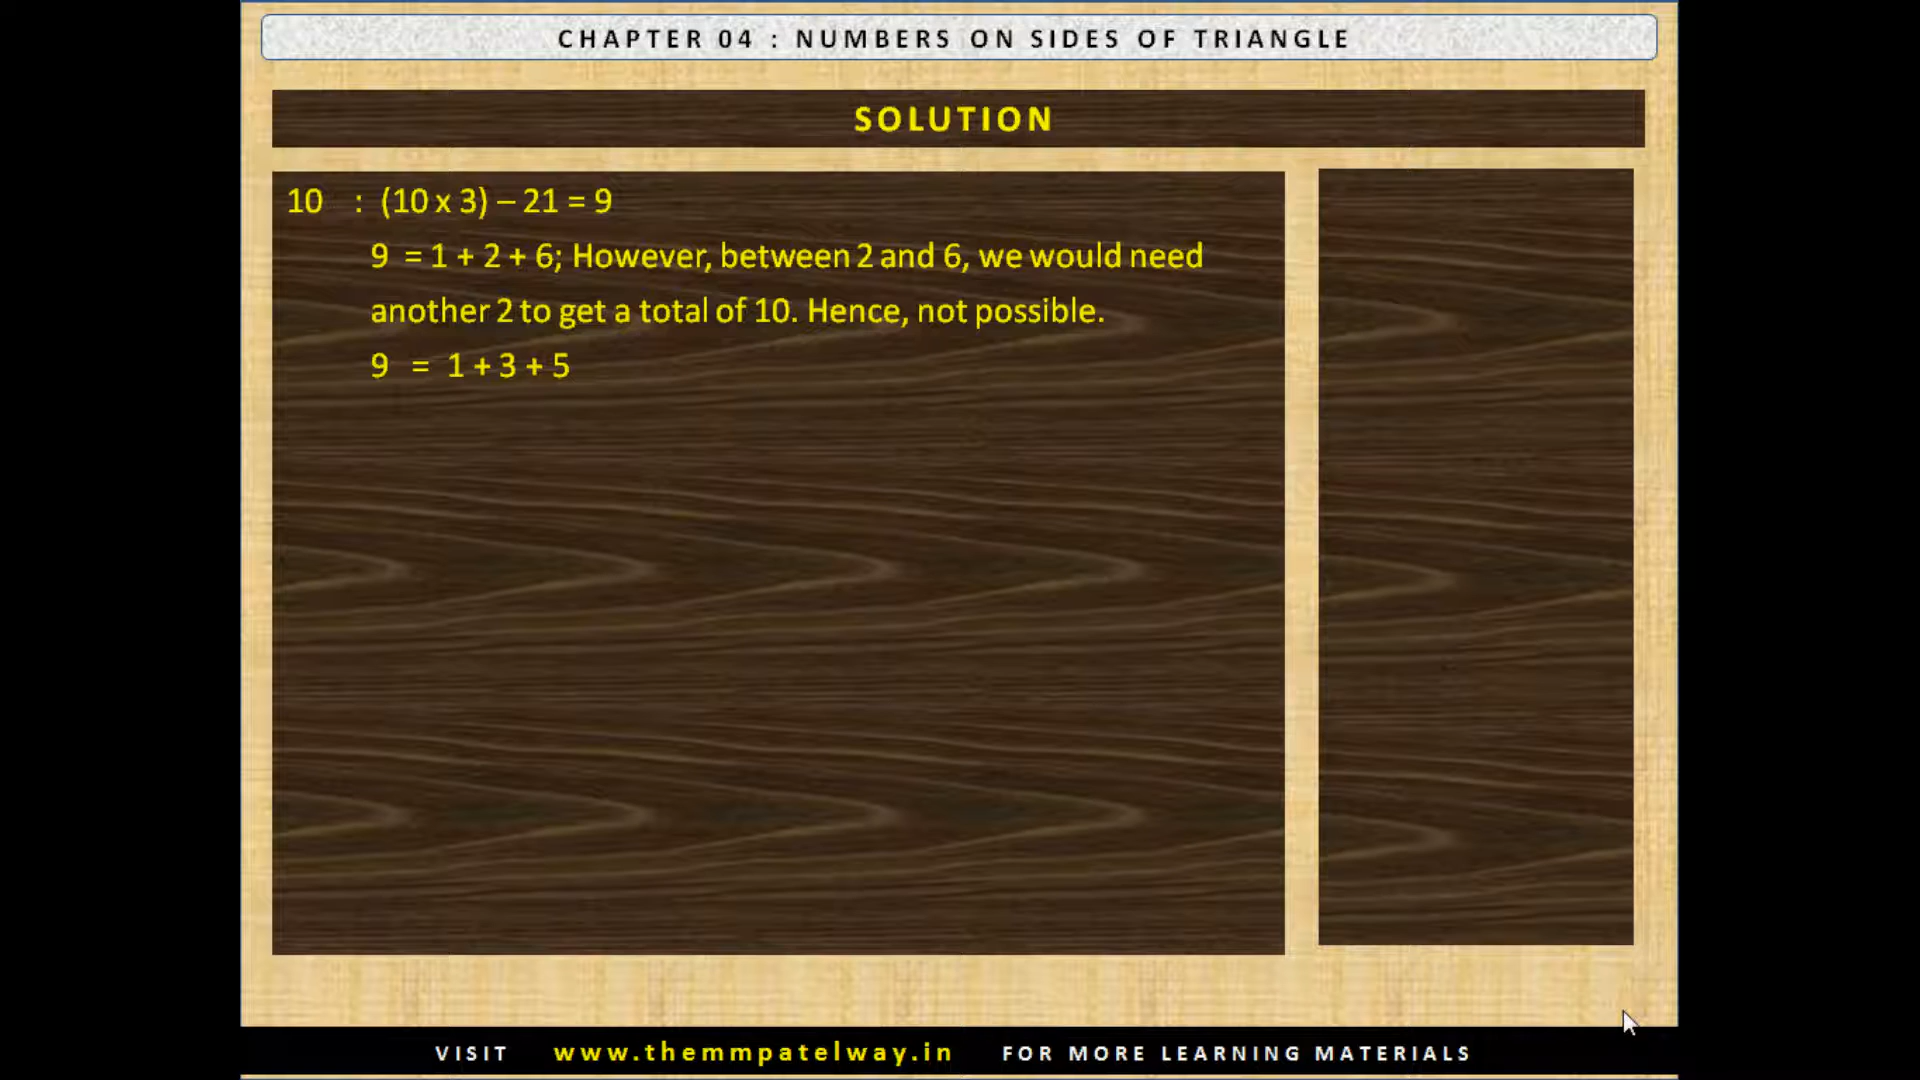 CHAPTER 04 : NUMBERS ON SIDES OF TRIANGLE
SOLUTION
10 : (10 x 3) – 21 = 9
9 = 1 + 2 + 6; However, between 2 and 6, we would need
another 2 to get a total of 10. Hence, not possible.
9 = 1 + 3 + 5
VISIT www.themmpatelway.in FOR MORE LEARNING MATERIALS